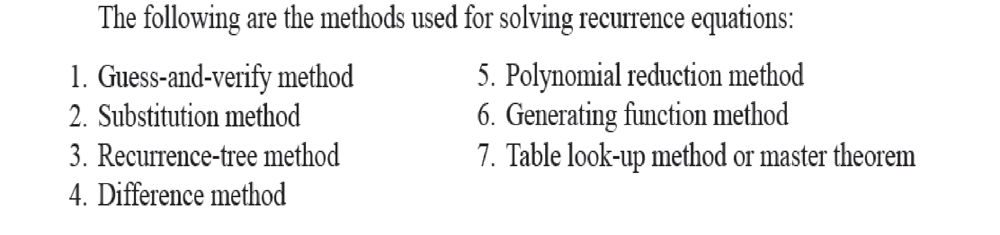 The following are the methods used for solving recurrence equations:
1. Guess-and-verify method
2. Substitution method
3. Recurrence-tree method
4. Difference method
5. Polynomial reduction method
6. Generating function method
7. Table look-up method or master theorem